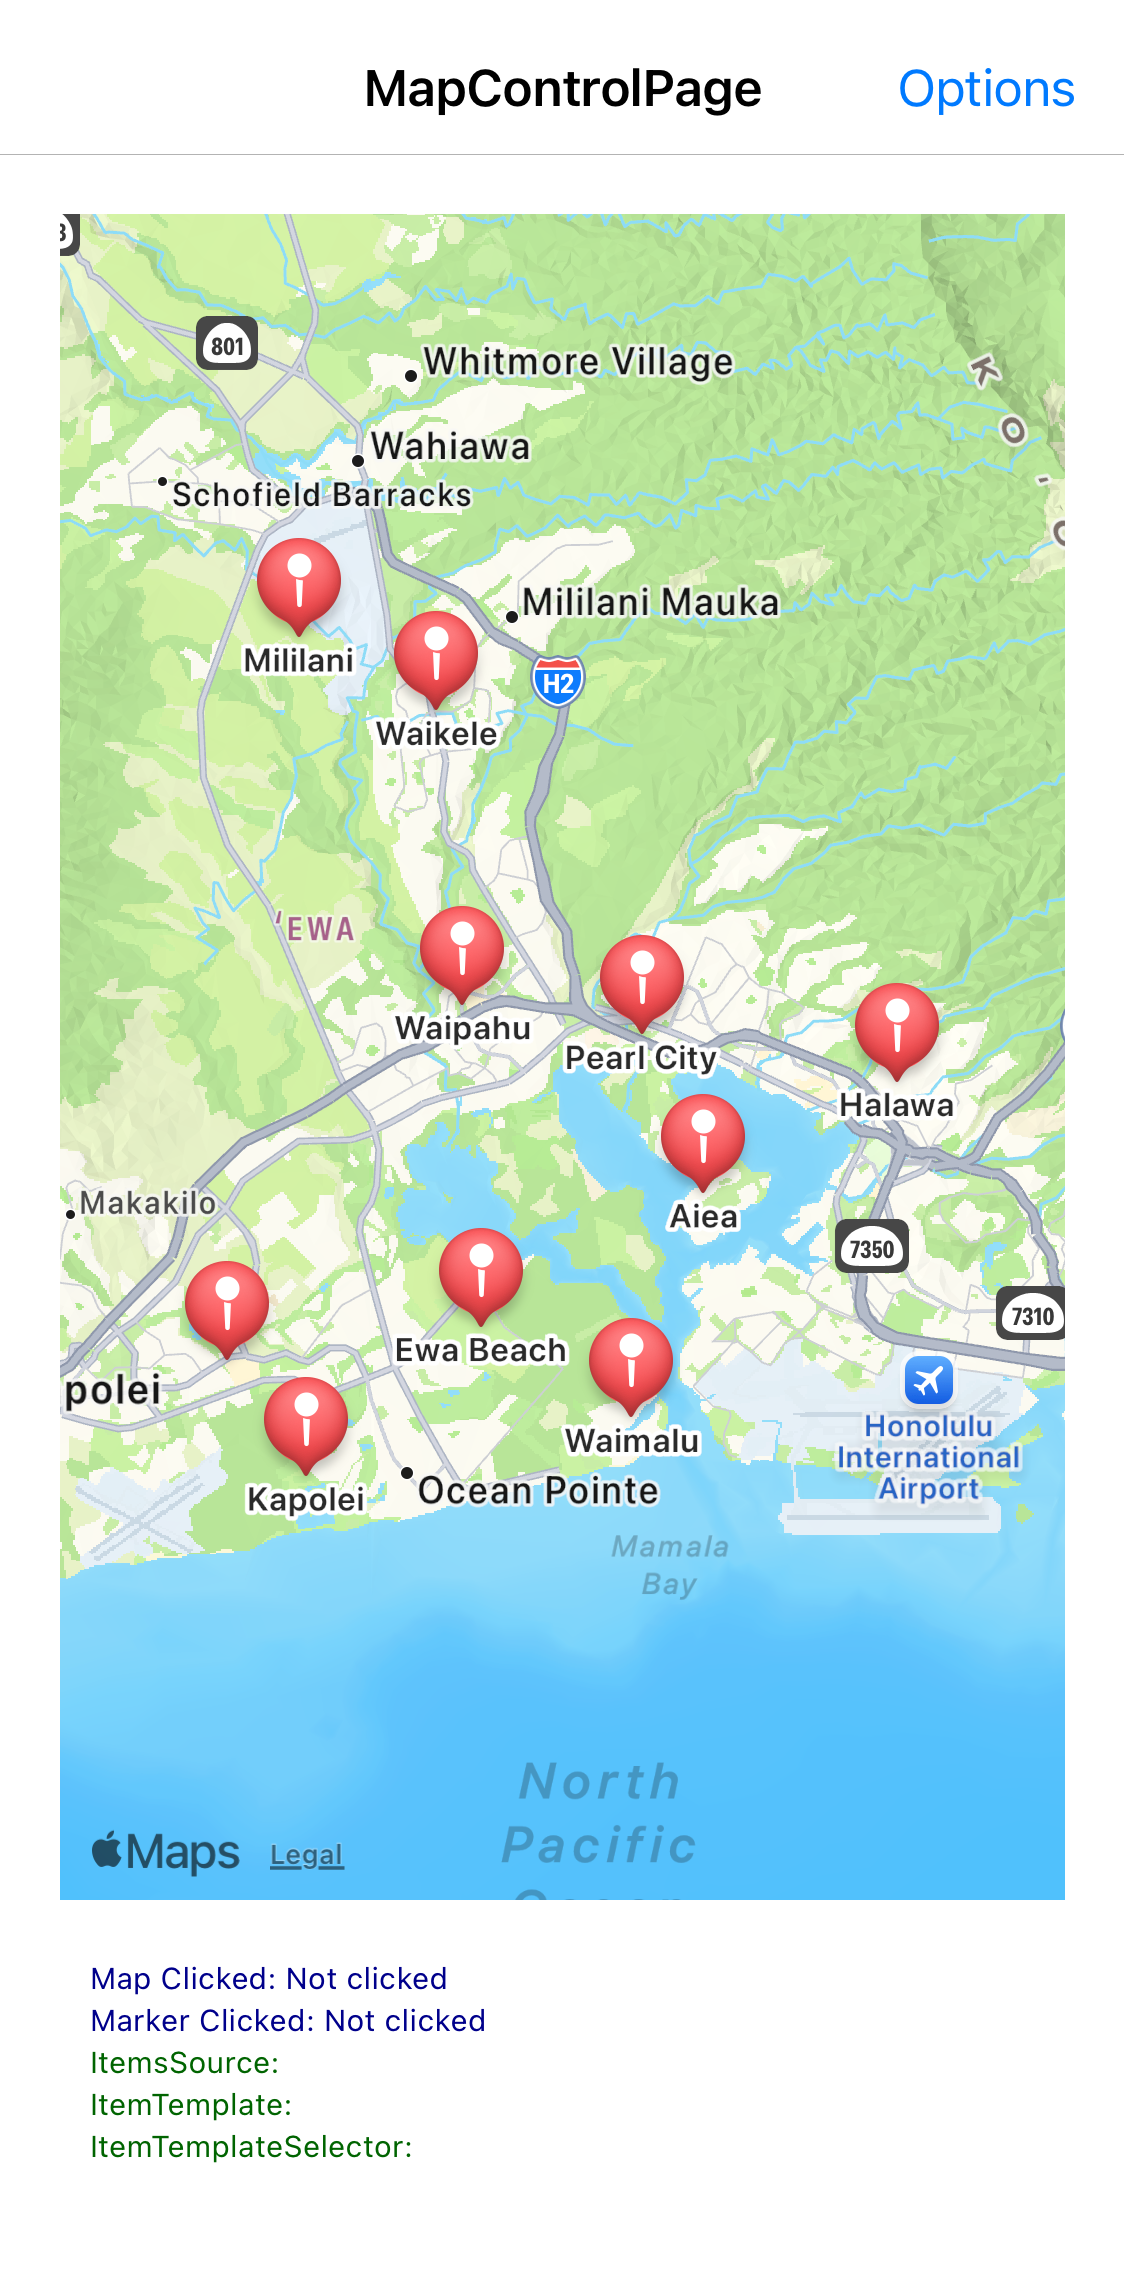 MapControlPage
Options
801
Whitmore Village
Wahiawa
Schofield Barracks
K
O
Mililani
Mililani Mauka
H2
Waikele
'EWA
Waipahu
Pearl City
Halawa
Aiea
Makakilo
7350
7310
Ewa Beach
polei
Waimalu
Honolulu
International
Airport
Kapolei
Ocean Pointe
Mamala
Bay
North
Pacific
Maps
Legal
Map Clicked: Not clicked
Marker Clicked: Not clicked
ItemsSource:
ItemTemplate:
ItemTemplateSelector: